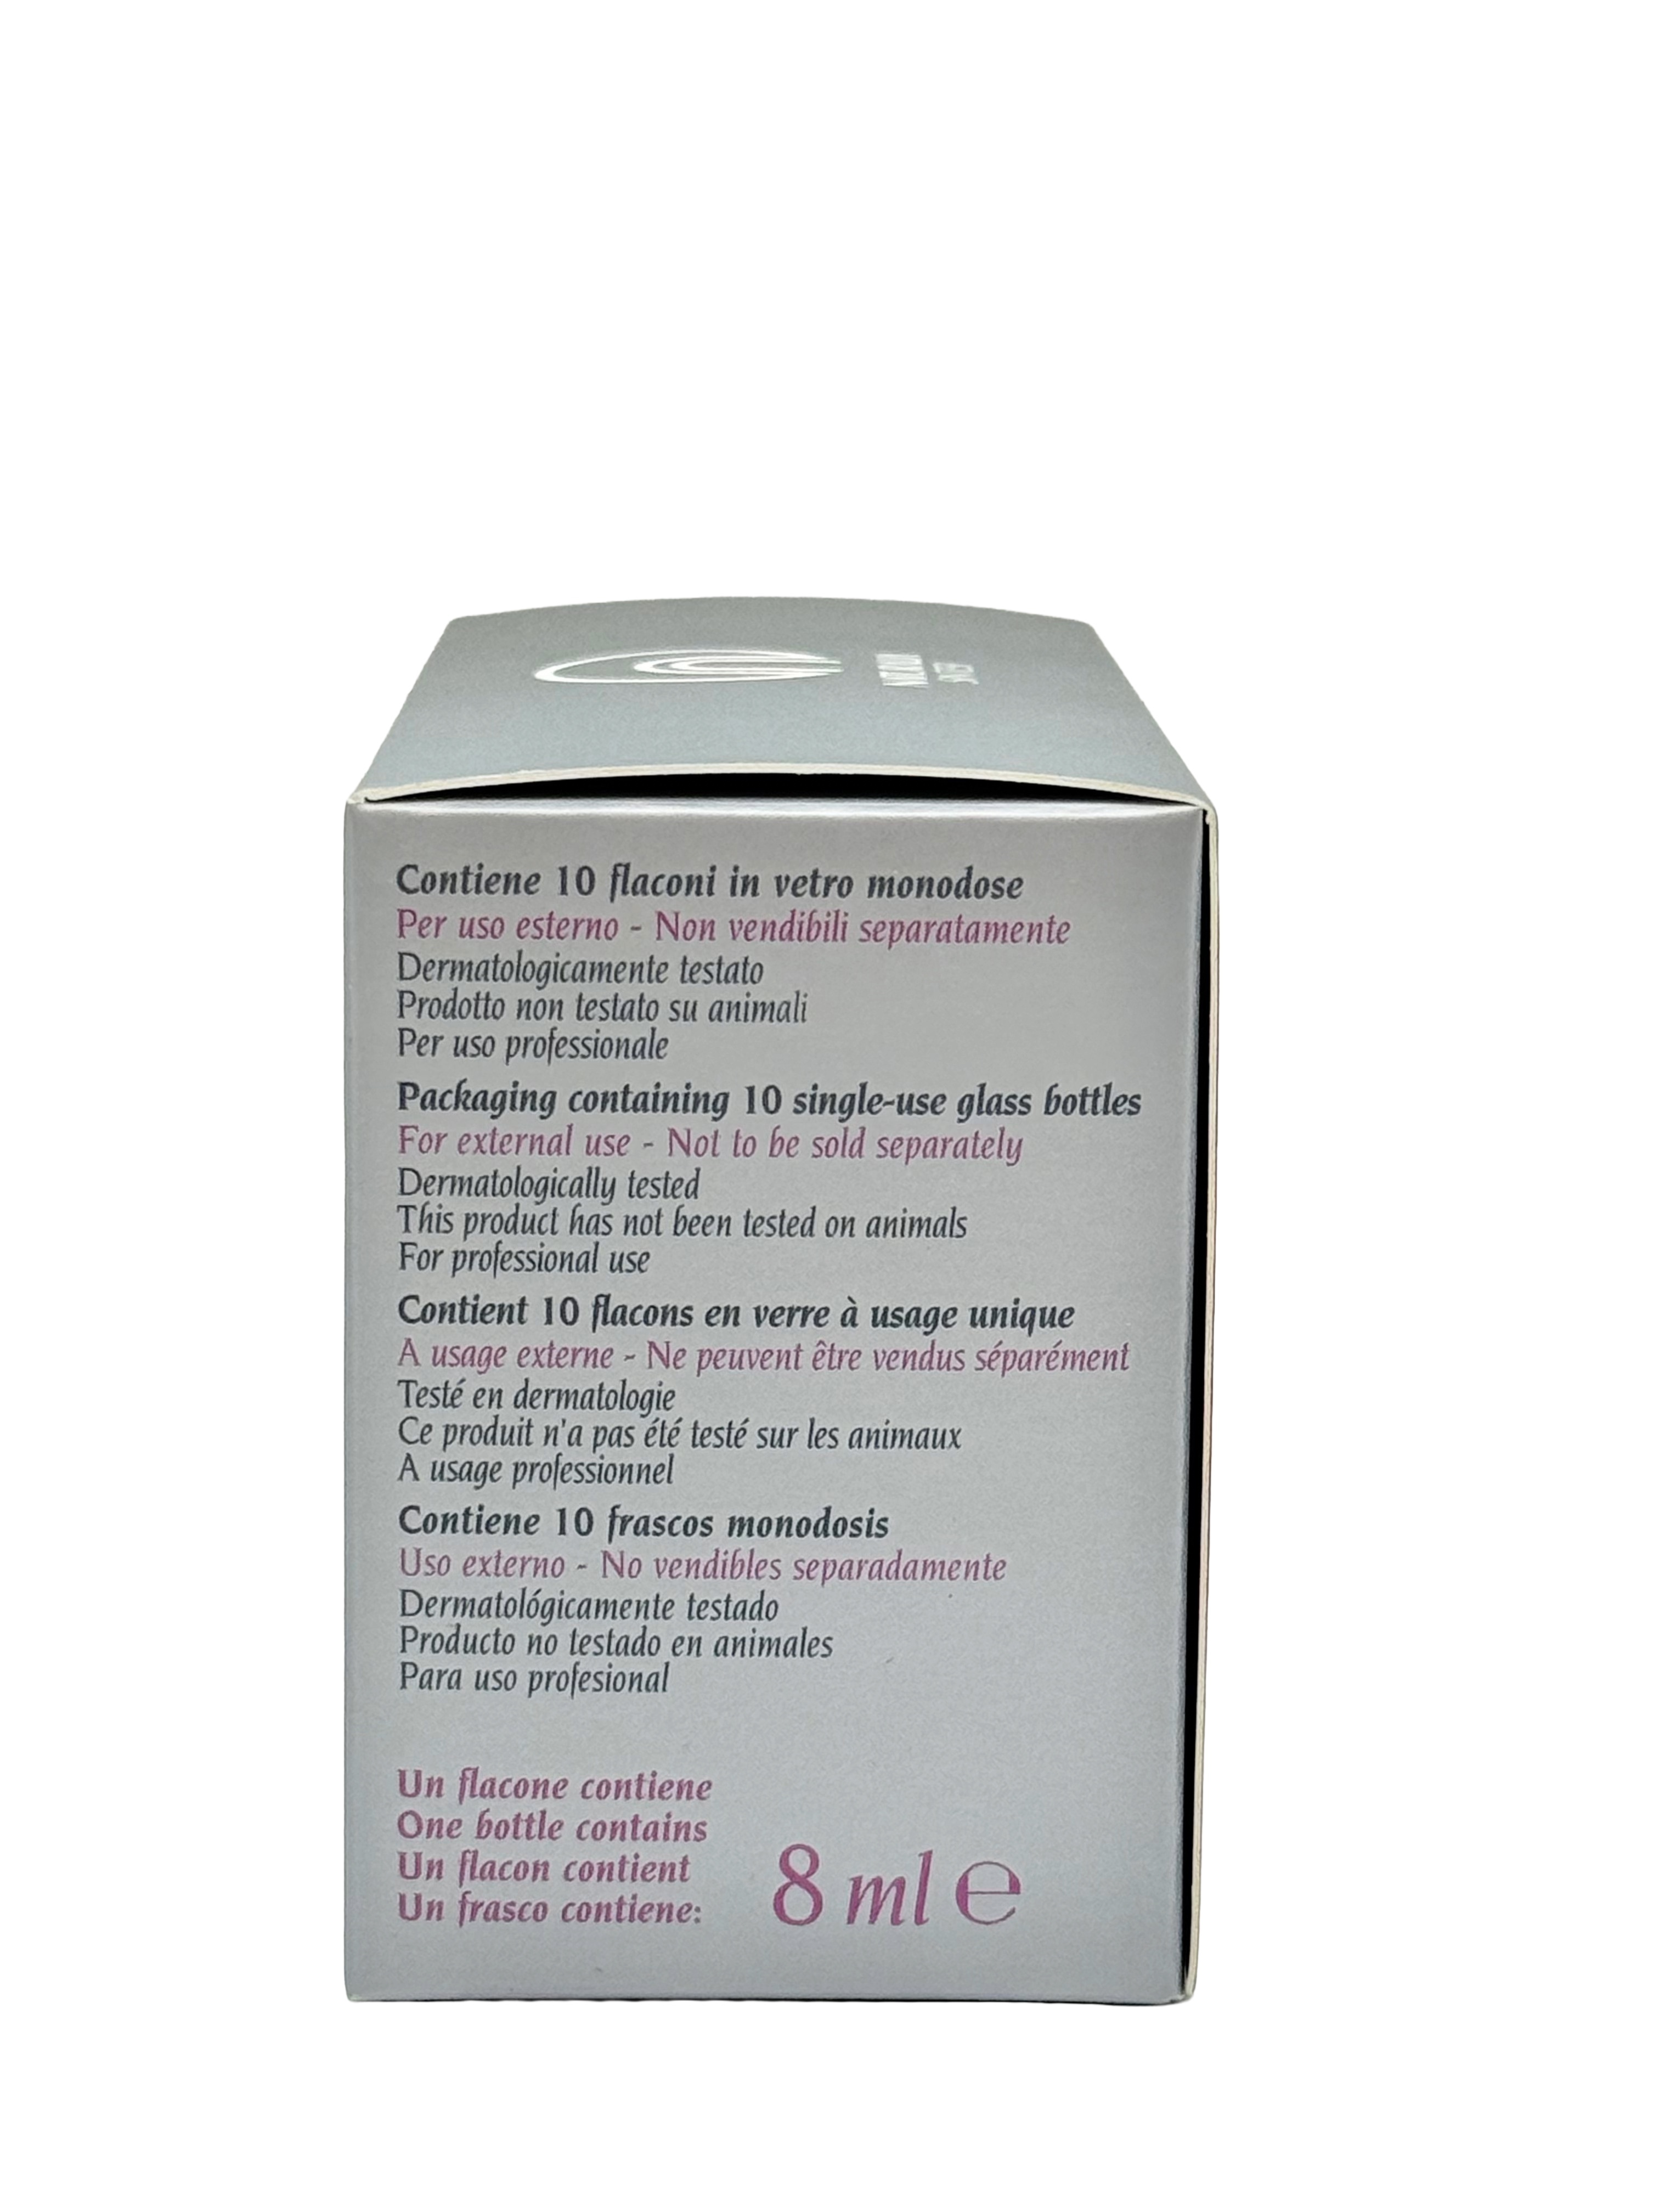 Contiene 10 flaconi in vetro monodose
Per uso esterno - Non vendibili separatamente
Dermatologicamente testato
Prodotto non testato su animali
Per uso professionale
Packaging containing 10 single-use glass bottles
For external use - Not to be sold separately
Dermatologically tested
This product has not been tested on animals
For professional use
Contient 10 flacons en verre à usage unique
A usage externe - Ne peuvent être vendus séparément
Testé en dermatologie
Ce produit n'a pas été testé sur les animaux
A usage professionnel
Contiene 10 frascos monodosis
Uso externo - No vendibles separadamente
Dermatológicamente testado
Producto no testado en animales
Para uso profesional
Un flacone contiene
One bottle contains
Un flacon contient
Un frasco contiene:
8 ml ℮